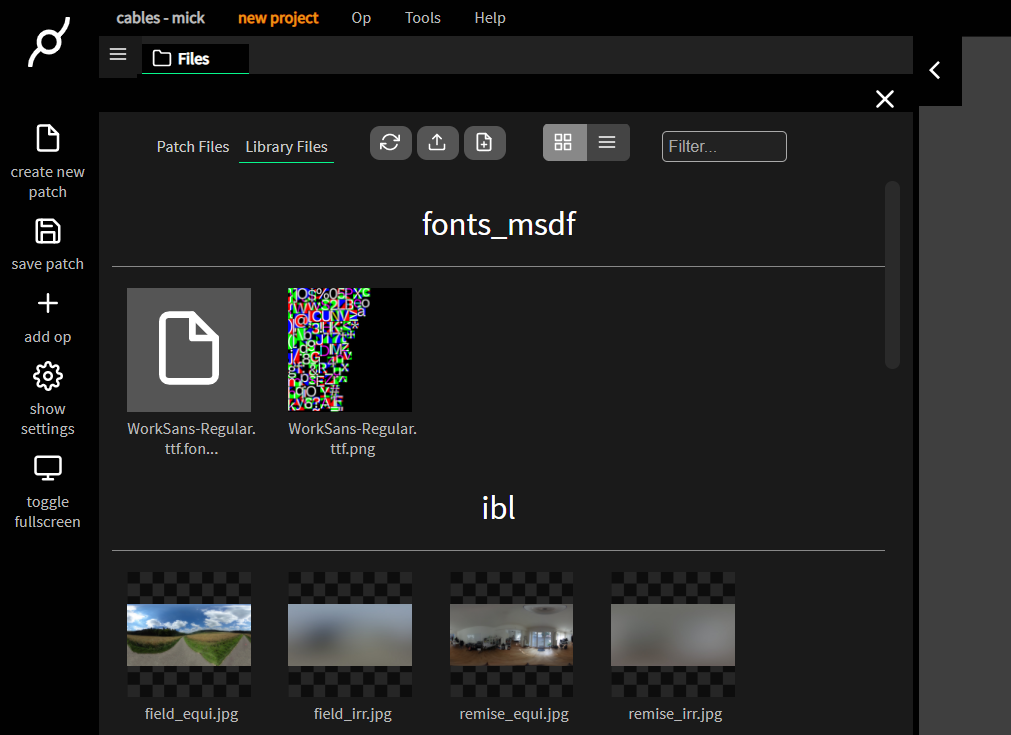 cables - mick new project Op Tools Help
Files
create new
patch
save patch
add op
show
settings
toggle
fullscreen
Patch Files Library Files Filter...
fonts_msdf
WorkSans-Regular.
ttf.fon...
WorkSans-Regular.
ttf.png
ibl
field_equi.jpg
field_irr.jpg
remise_equi.jpg
remise_irr.jpg